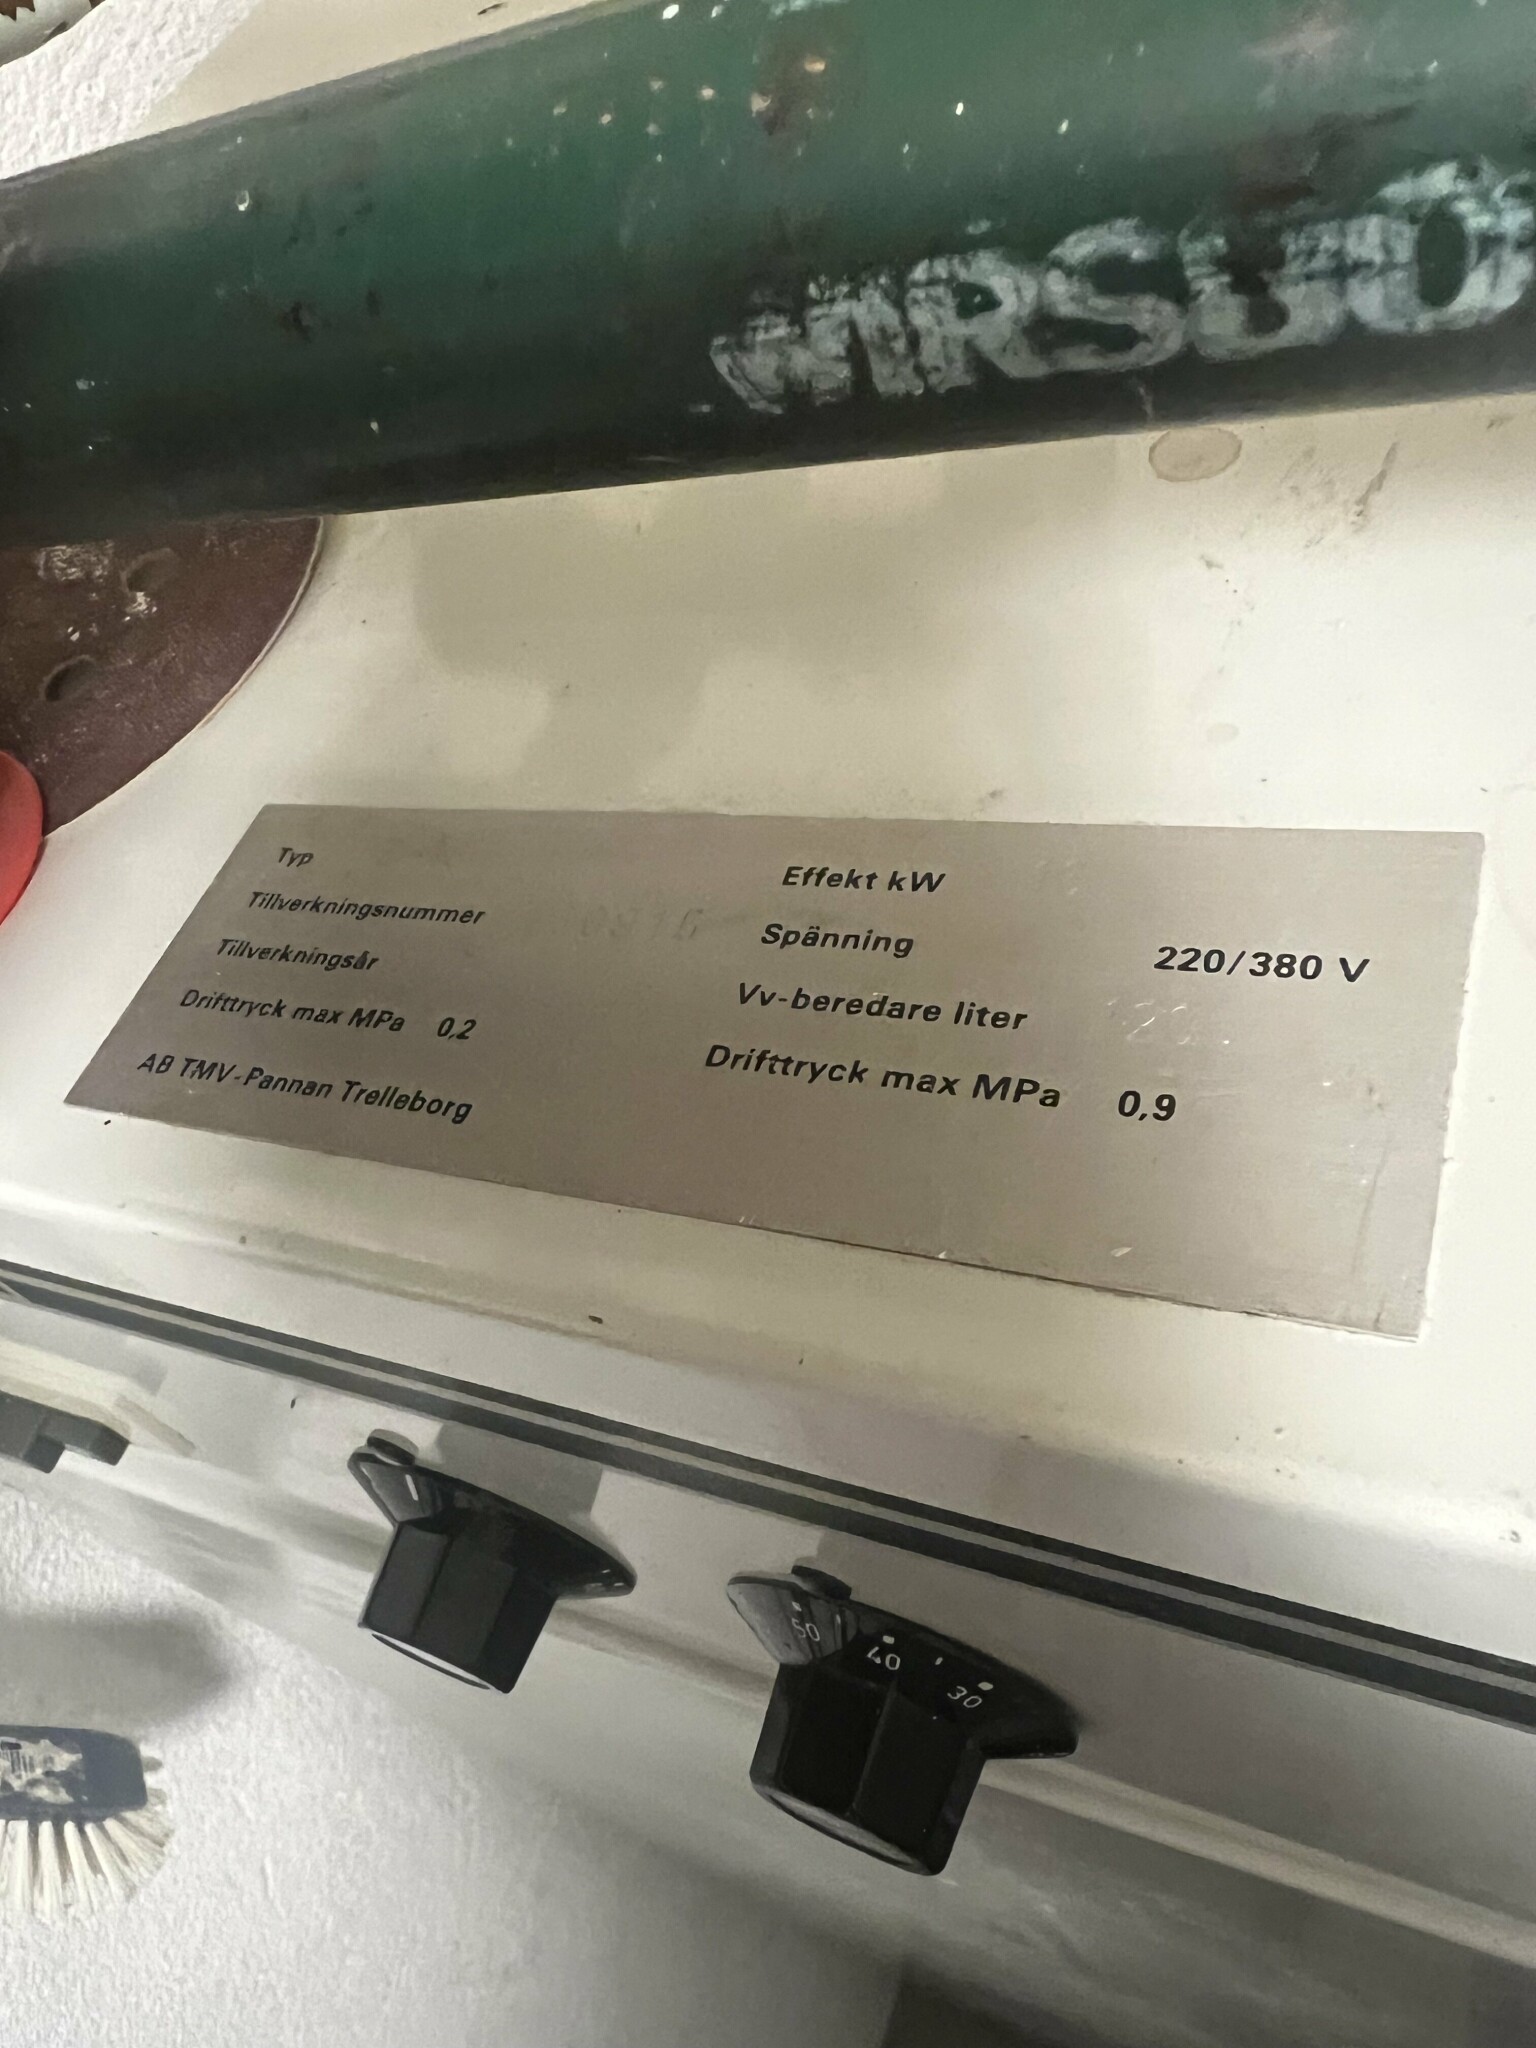 Typ
Tillverkningsnummer
Tillverkningsår
Drifttryck max MPa 0,2
AB TMV-Pannan Trelleborg
Effekt kW
Spänning 220/380 V
Vv-beredare liter
Drifttryck max MPa 0,9
50
40
30